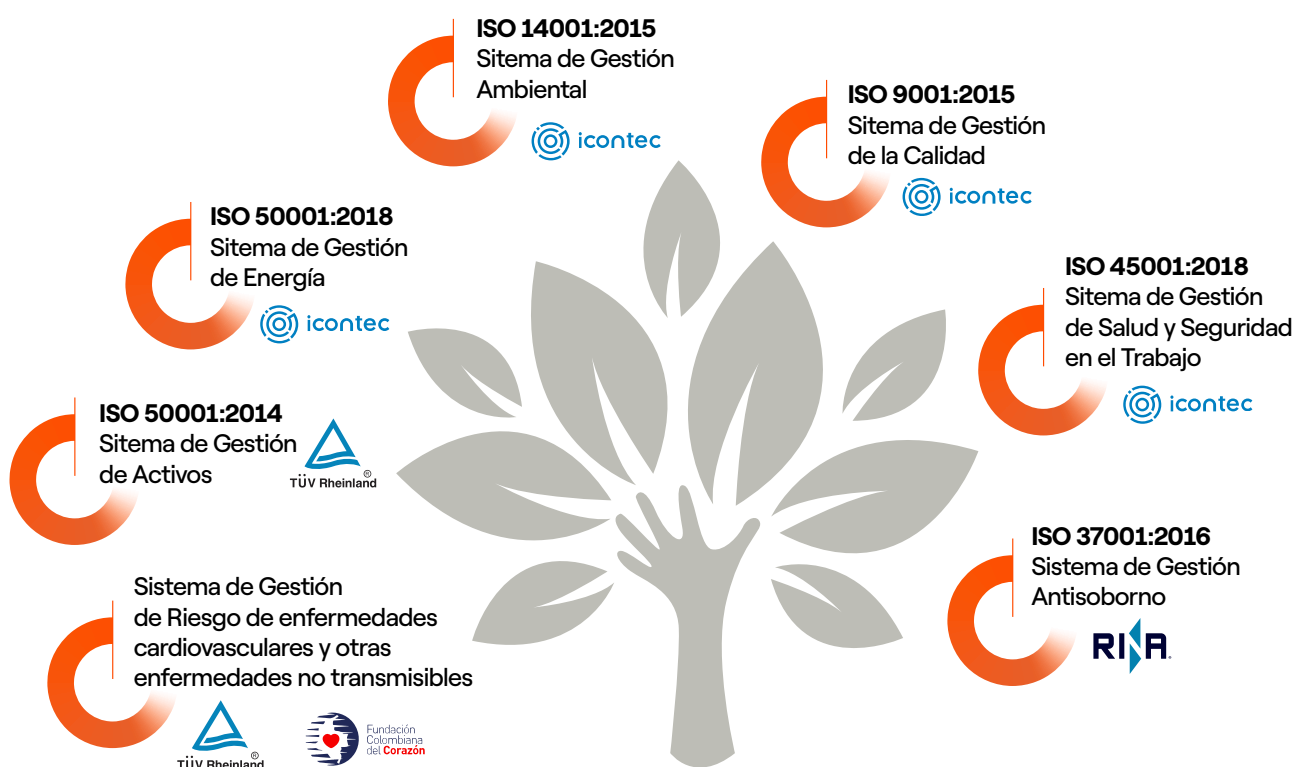 ISO 14001:2015
Sitema de Gestión
Ambiental
icontec
ISO 9001:2015
Sitema de Gestión
de la Calidad
icontec
ISO 50001:2018
Sitema de Gestión
de Energía
icontec
ISO 45001:2018
Sitema de Gestión
de Salud y Seguridad
en el Trabajo
icontec
ISO 50001:2014
Sitema de Gestión
de Activos
TÜV Rheinland®
ISO 37001:2016
Sistema de Gestión
Antisoborno
RINA
Sistema de Gestión
de Riesgo de enfermedades
cardiovasculares y otras
enfermedades no transmisibles
TÜV Rheinland®
Fundación
Colombiana
del Corazón